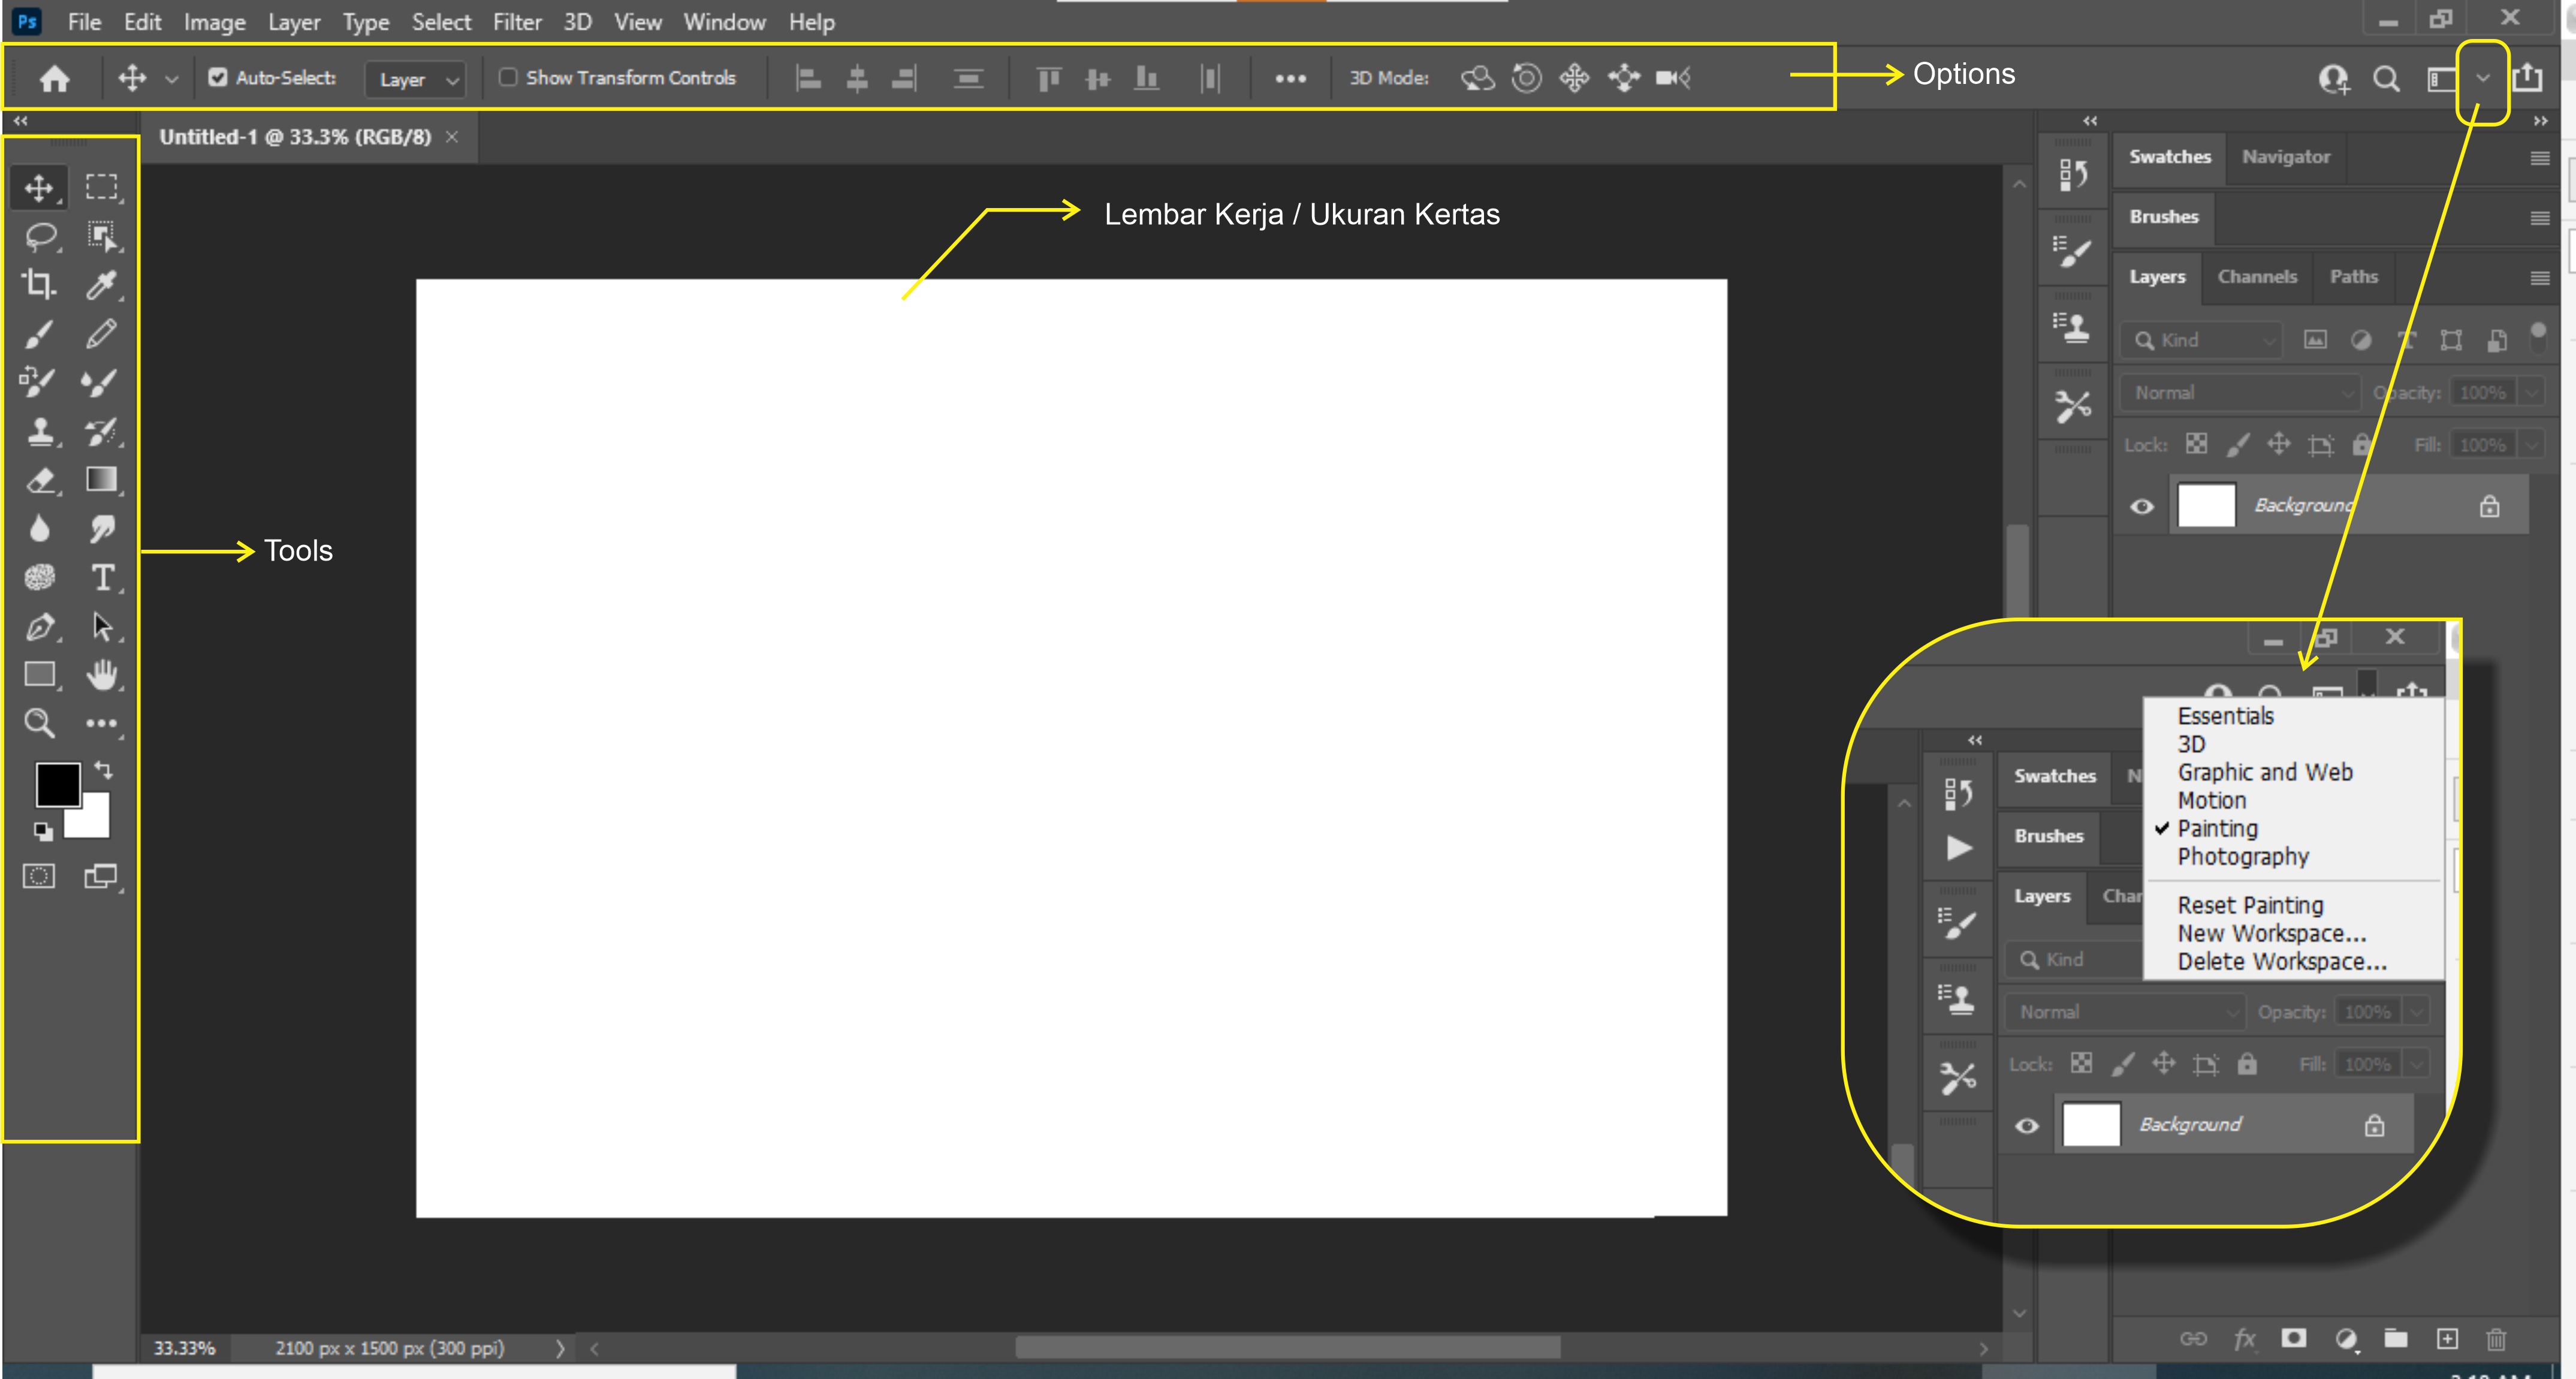 Ps File Edit Image Layer Type Select Filter 3D View Window Help
Auto-Select: Layer Show Transform Controls 3D Mode: Options
Untitled-1 @ 33.3% (RGB/8)
Swatches Navigator
Brushes
Layers Channels Paths
Kind
Normal Opacity: 100%
Lock: Fill: 100%
Background
Lembar Kerja / Ukuran Kertas
Tools
T
Essentials
3D
Graphic and Web
Motion
Painting
Photography
Reset Painting
New Workspace...
Delete Workspace...
Swatches N
Brushes
Layers Char
Kind
Normal Opacity: 100%
Lock: Fill: 100%
Background
33.33% 2100 px x 1500 px (300 ppi)
fx